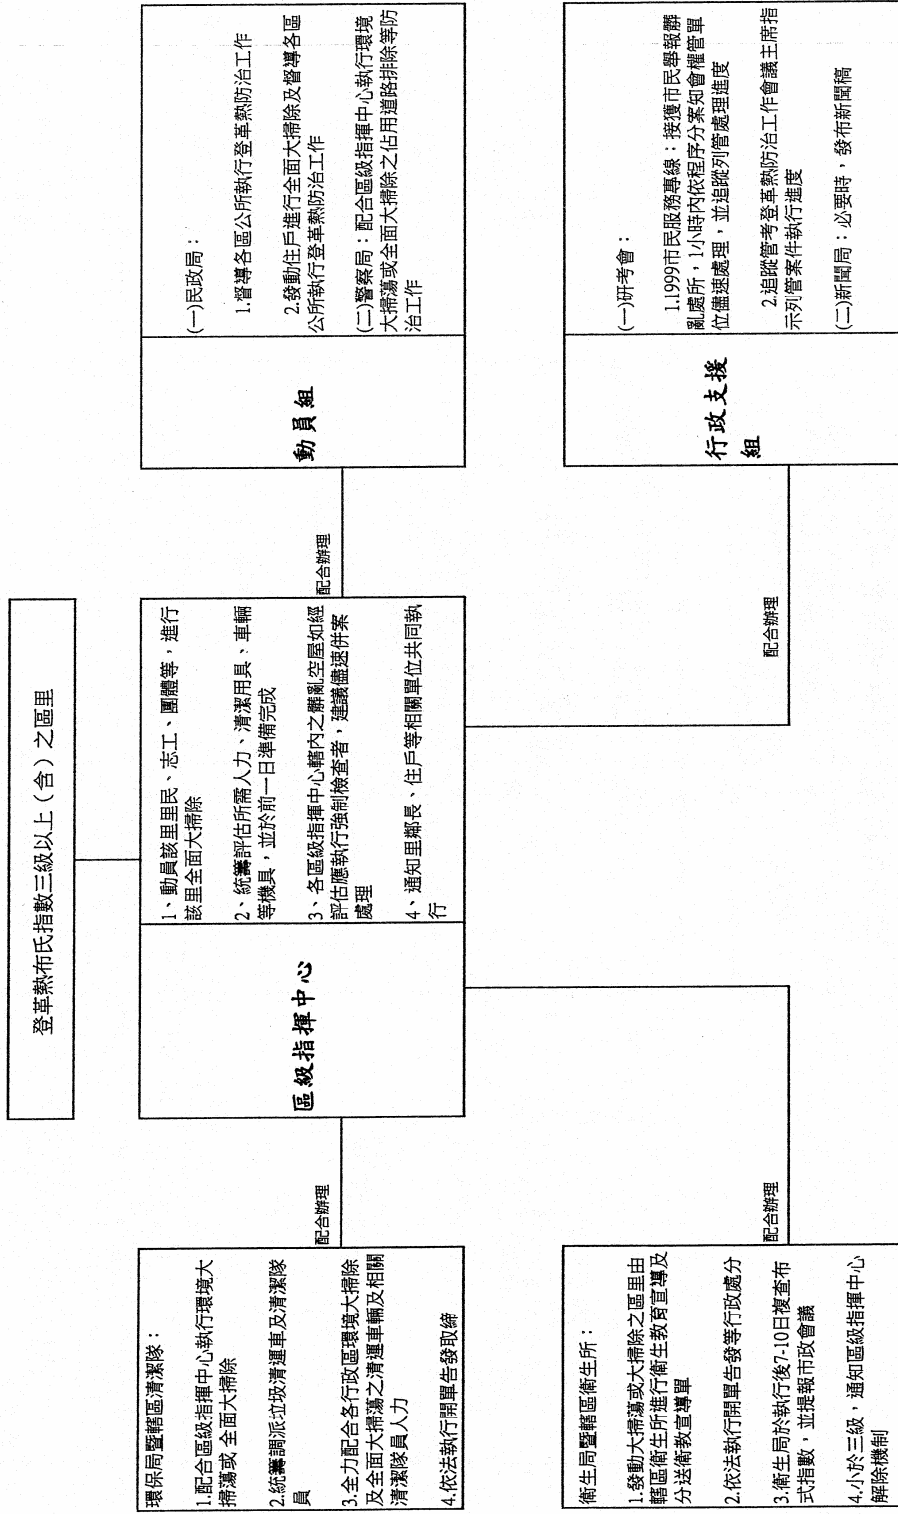 登革熱布氏指數三級以上（含）之區里
環保局暨轄區清潔隊：
1.配合區級指揮中心執行環境大
掃蕩或 全面大掃除
2.統籌調派垃圾清運車及清潔隊
員
3.全力配合各行政區環境大掃除
及全面大掃蕩之清運車輛及相關
清潔隊員人力
4.依法執行開單告發取締
配合辦理
區級指揮中心
1、動員該里里民、志工、團體等，進行
該里全面大掃除
2、統籌評估所需人力、清潔用具、車輛
等機具，並於前一日準備完成
3、各區級指揮中心轄內之髒亂空屋如經
評估應執行強制檢查者，建議儘速併案
處理
4、通知里鄰長、住戶等相關單位共同執
行
配合辦理
動員組
(一)民政局：
1.督導各區公所執行登革熱防治工作
2.發動住戶進行全面大掃除及督導各區
公所執行登革熱防治工作
(二)警察局：配合區級指揮中心執行環境
大掃蕩或全面大掃除之佔用道路排除等防
治工作
衛生局暨轄區衛生所：
1.發動大掃蕩或大掃除之區里由
轄區衛生所進行衛生教育宣導及
分送衛教宣導單
2.依法執行開單告發等行政處分
3.衛生局於執行後7-10日複查布
式指數，並提報市政會議
4.小於三級，通知區級指揮中心
解除機制
配合辦理
配合辦理
行政支援
組
(一)研考會：
1.1999市民服務專線：接獲市民舉報髒
亂處所，1小時內依程序分案知會權管單
位儘速處理，並追蹤列管處理進度
2.追蹤管考登革熱防治工作會議主席指
示列管案件執行進度
(二)新聞局：必要時，發布新聞稿